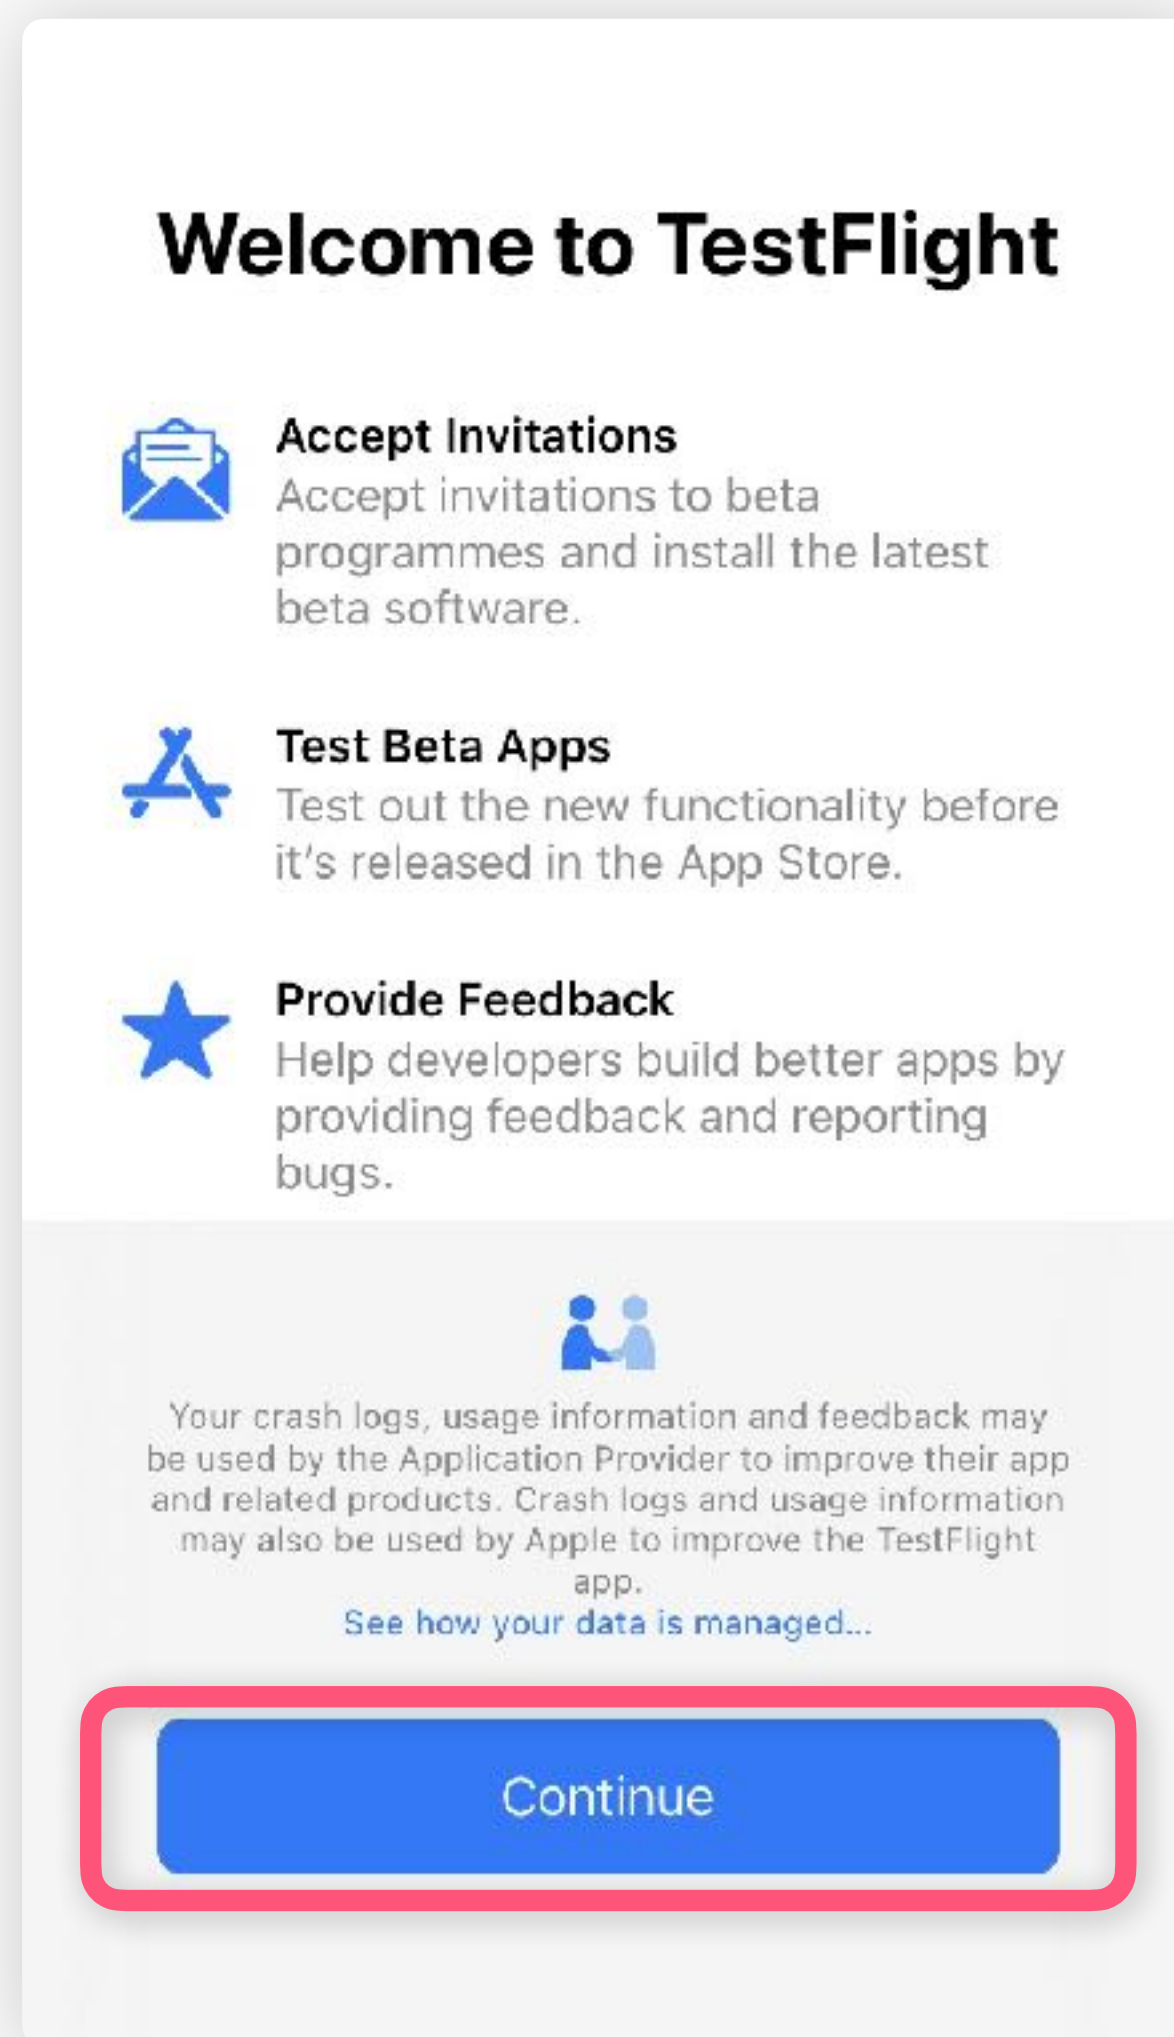 Welcome to TestFlight
Accept Invitations
Accept invitations to beta
programmes and install the latest
beta software.
Test Beta Apps
Test out the new functionality before
it's released in the App Store.
Provide Feedback
Help developers build better apps by
providing feedback and reporting
bugs.
Your crash logs, usage information and feedback may
be used by the Application Provider to improve their app
and related products. Crash logs and usage information
may also be used by Apple to improve the TestFlight
app.
See how your data is managed...
Continue